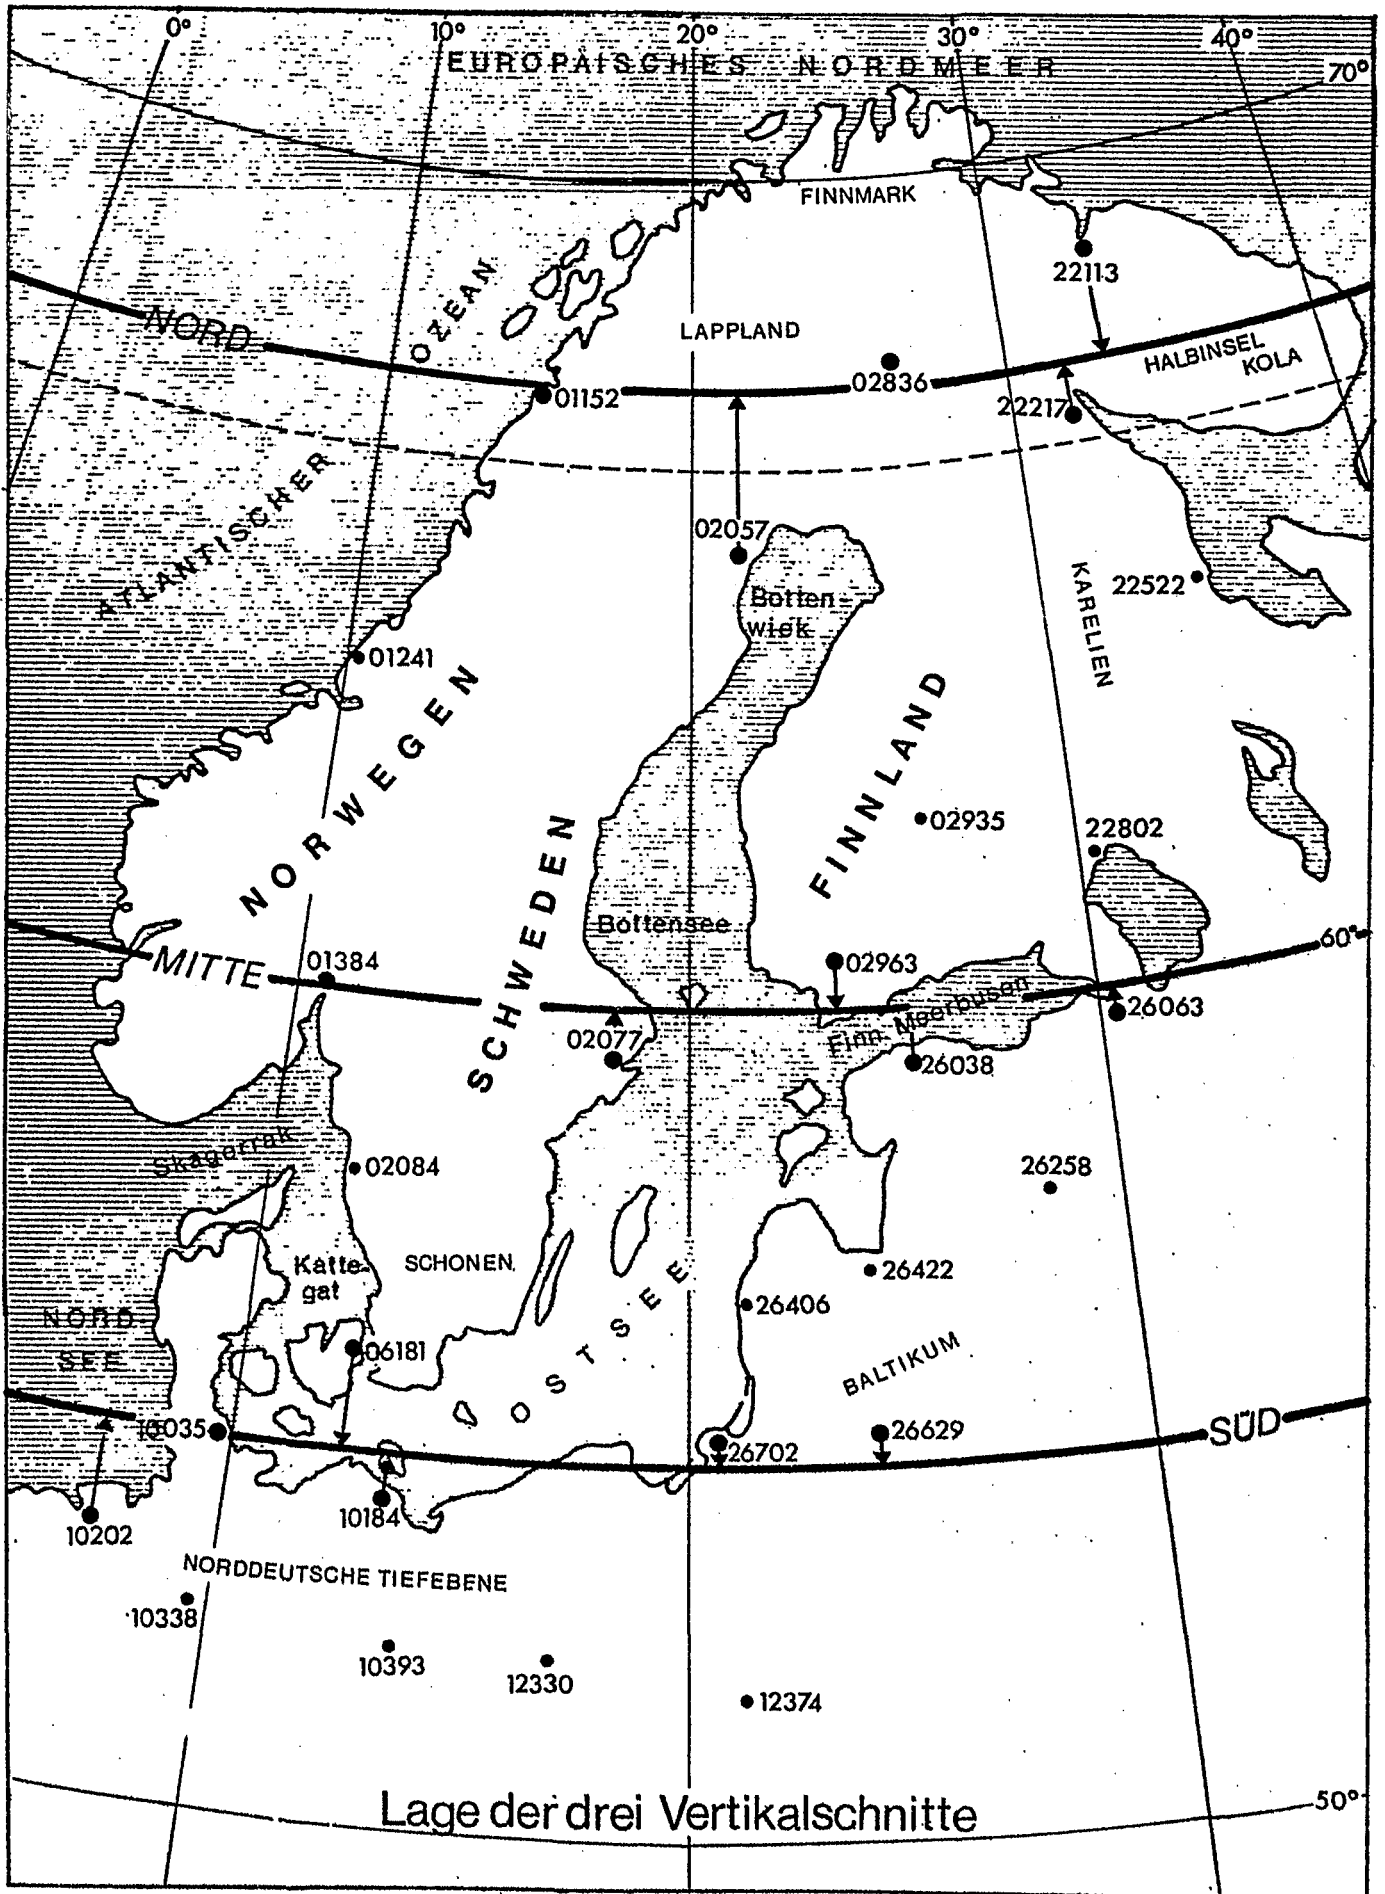 0° 10° 20° 30° 40°
EUROPÄISCHES NORDMEER
70°
FINNMARK
22113
OZEAN
NORD
LAPPLAND
HALBINSEL
KOLA
02836
01152
22217
ATLANTISCHER
02057
KARELIEN
22522
Botten-
wiek
01241
NORWEGEN
FINNLAND
02935
22802
SCHWEDEN
Bottensee
60°
MITTE
01384
02963
26063
Finn. Meerbusen
02077
26038
Skagerrak
02084
26258
Katte-
gat
SCHONEN
26422
26406
NORD
SEE
OSTSEE
06181
BALTIKUM
SÜD
26629
26702
10184
10202
NORDDEUTSCHE TIEFEBENE
10338
10393
12330
12374
50°
Lage der drei Vertikalschnitte